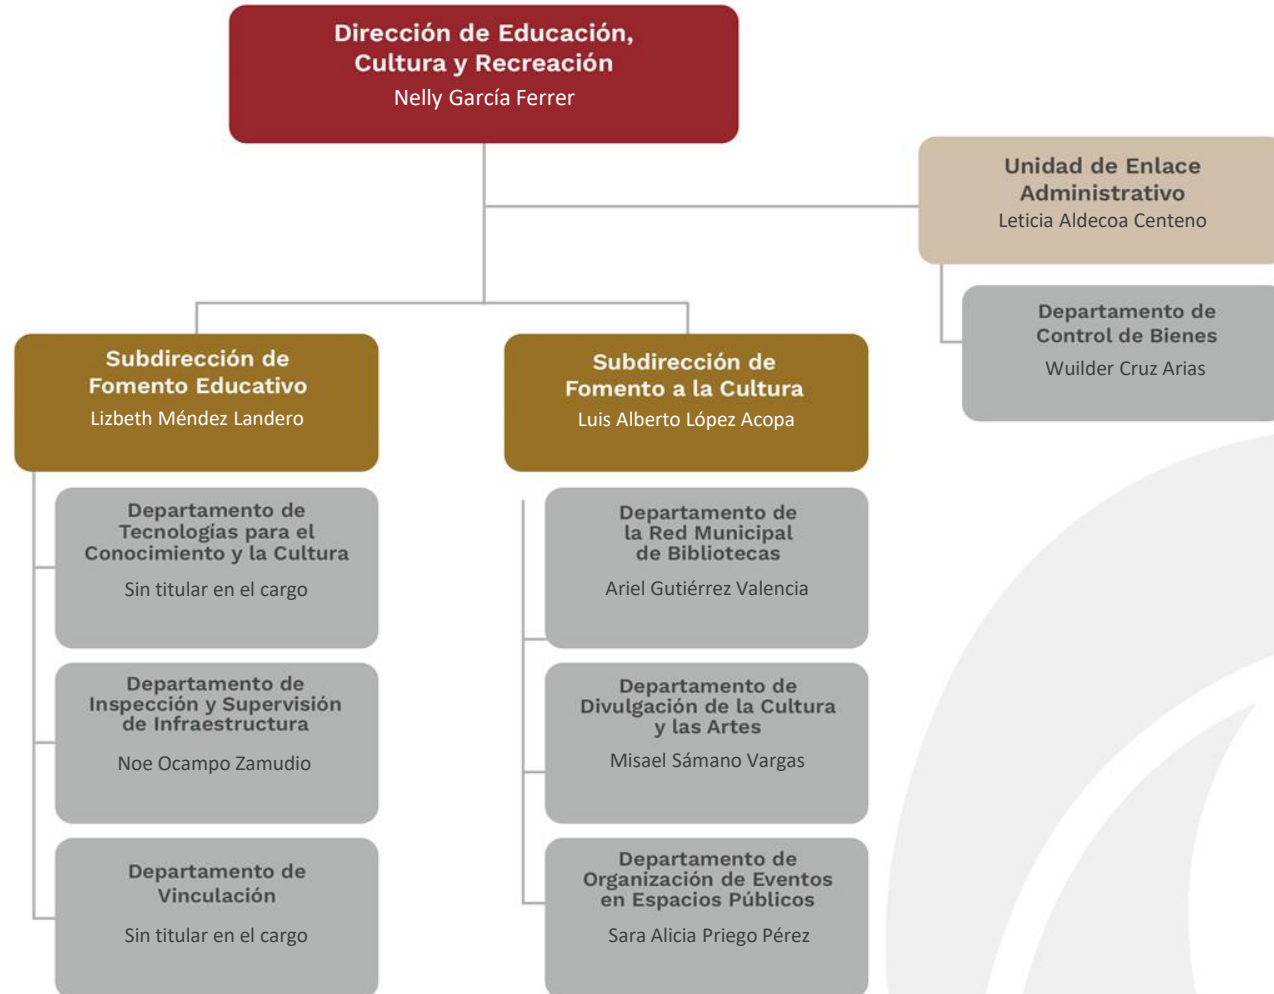 Dirección de Educación,
Cultura y Recreación
Nelly García Ferrer
Unidad de Enlace
Administrativo
Leticia Aldecoa Centeno
Departamento de
Control de Bienes
Wuilder Cruz Arias
Subdirección de
Fomento Educativo
Lizbeth Méndez Landero
Departamento de
Tecnologías para el
Conocimiento y la Cultura
Sin titular en el cargo
Departamento de
Inspección y Supervisión
de Infraestructura
Noe Ocampo Zamudio
Departamento de
Vinculación
Sin titular en el cargo
Subdirección de
Fomento a la Cultura
Luis Alberto López Acopa
Departamento de
la Red Municipal
de Bibliotecas
Ariel Gutiérrez Valencia
Departamento de
Divulgación de la Cultura
y las Artes
Misael Sámano Vargas
Departamento de
Organización de Eventos
en Espacios Públicos
Sara Alicia Priego Pérez